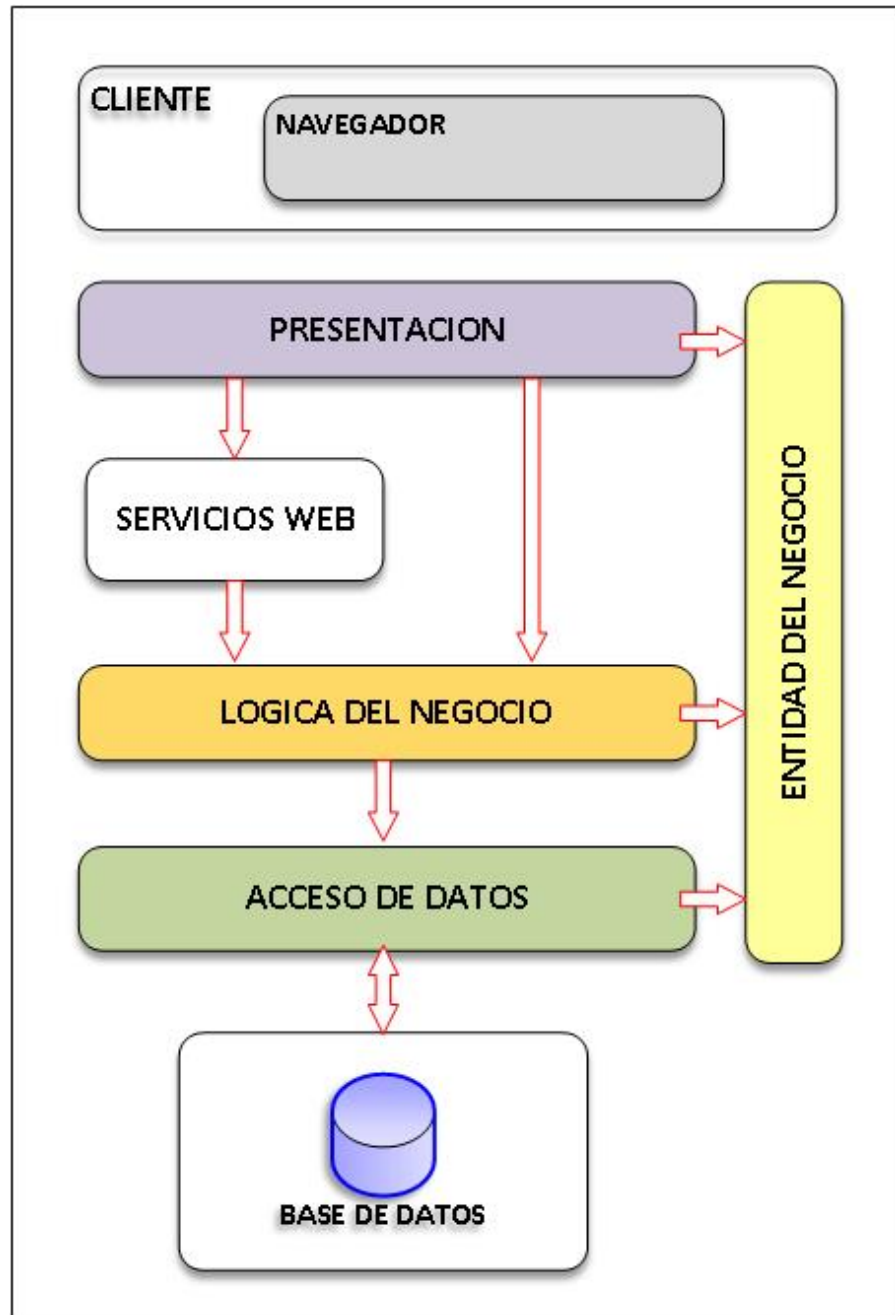 CLIENTE
NAVEGADOR
PRESENTACION
SERVICIOS WEB
LOGICA DEL NEGOCIO
ACCESO DE DATOS
ENTIDAD DEL NEGOCIO
BASE DE DATOS